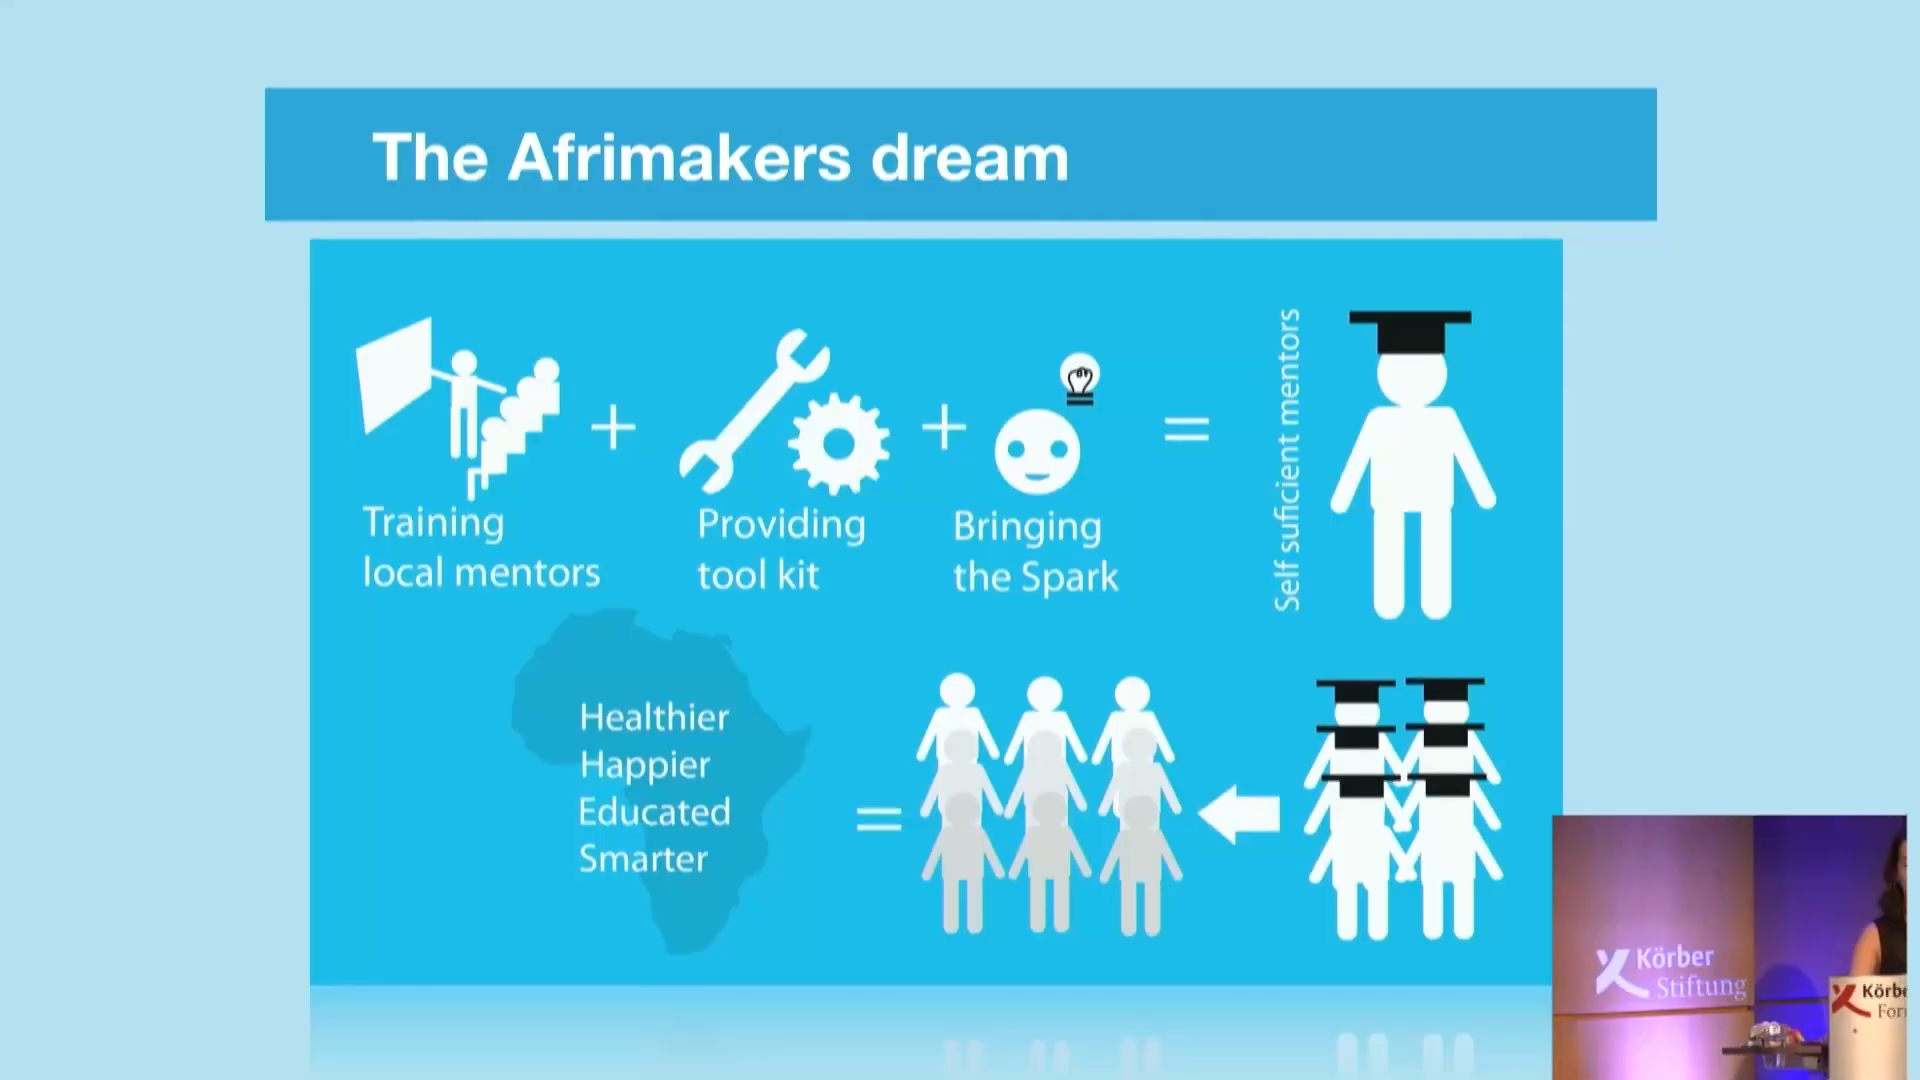 The Afrimakers dream
Training
local mentors
Providing
tool kit
Bringing
the Spark
Self suficient mentors
Healthier
Happier
Educated
Smarter
Körber
Stiftung